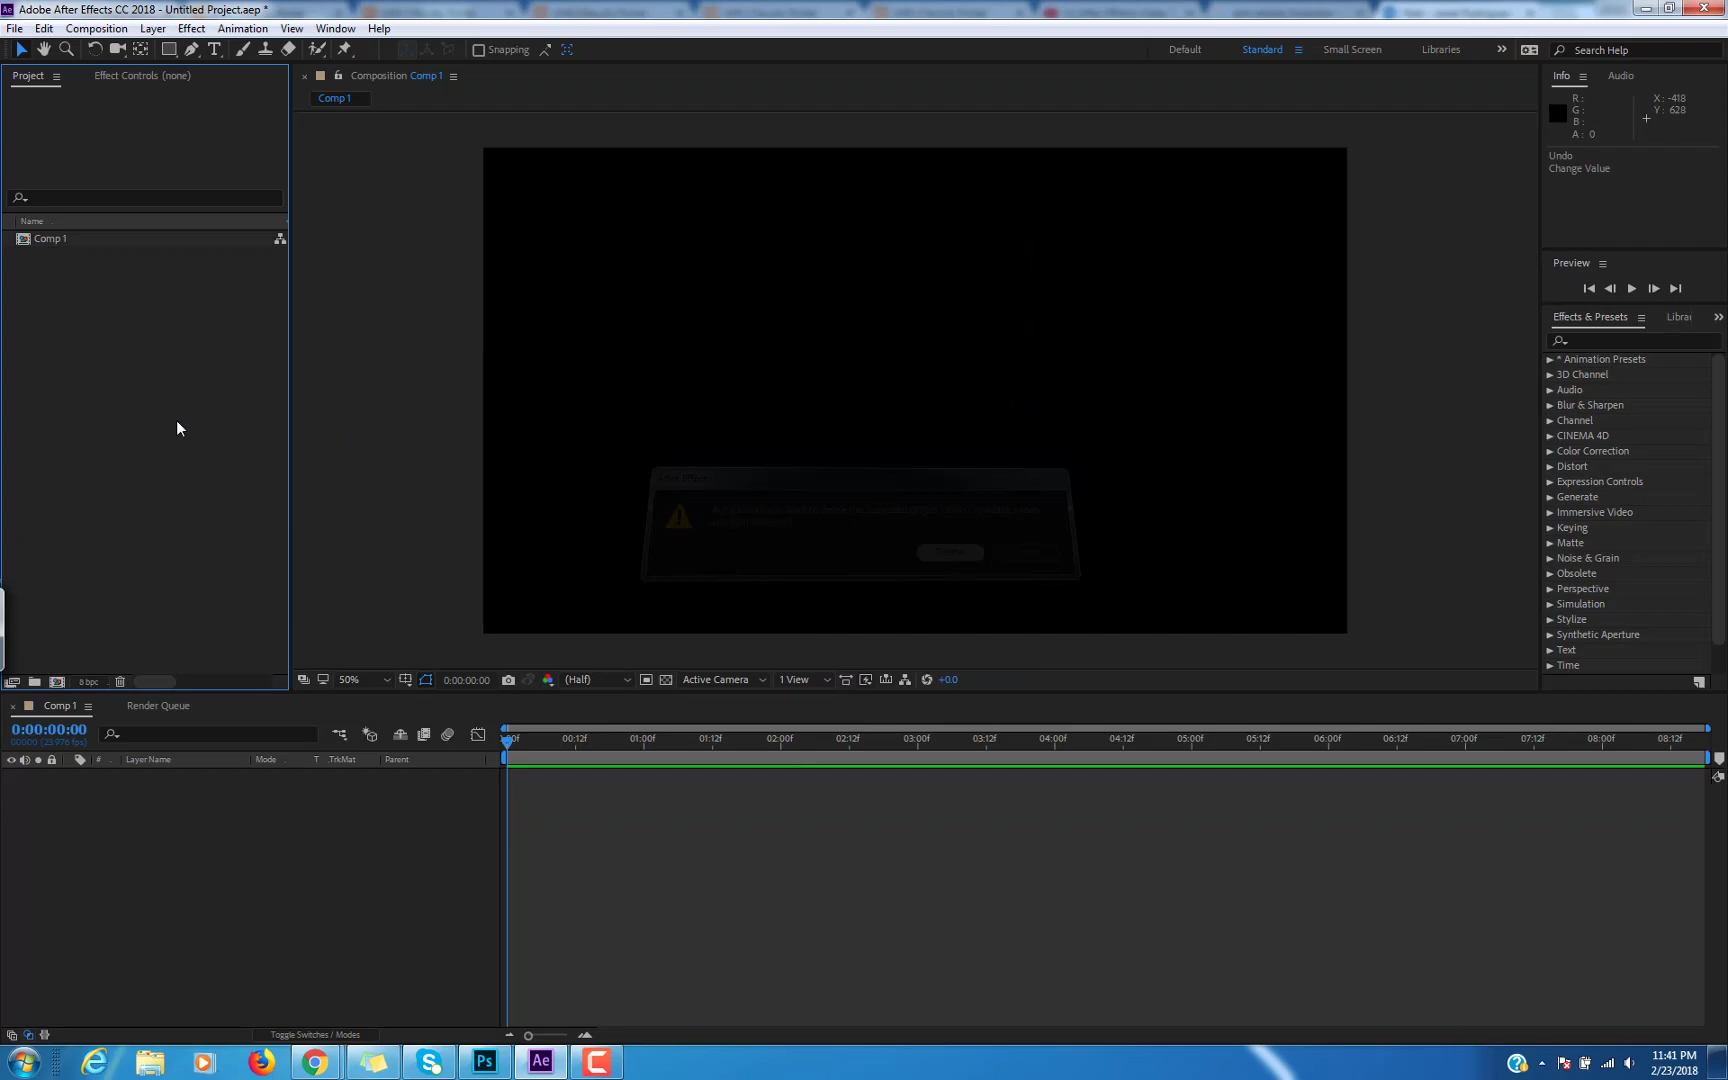 Adobe After Effects CC 2018 - Untitled Project.aep *
File Edit Composition Layer Effect Animation View Window Help
Snapping Default Standard Small Screen Libraries Search Help
Project Effect Controls (none)
Composition Comp 1
Comp 1
Info Audio
R :
G :
B :
A : 0
X : -418
Y : 628
Undo
Change Value
Name
Comp 1
Preview
Effects & Presets Librar
* Animation Presets
3D Channel
Audio
Blur & Sharpen
Channel
CINEMA 4D
Color Correction
Distort
Expression Controls
Generate
Immersive Video
Keying
Matte
Noise & Grain
Obsolete
Perspective
Simulation
Stylize
Synthetic Aperture
Text
Time
8 bpc
50% 0:00:00:00 (Half) Active Camera 1 View +0.0
Comp 1 Render Queue
0:00:00:00
00000 (23.976 fps)
00:12f 01:00f 01:12f 02:00f 02:12f 03:00f 03:12f 04:00f 04:12f 05:00f 05:12f 06:00f 06:12f 07:00f 07:12f 08:00f 08:12f
# Layer Name Mode T .TrkMat Parent
Toggle Switches / Modes
Ps Ae
11:41 PM
2/23/2018